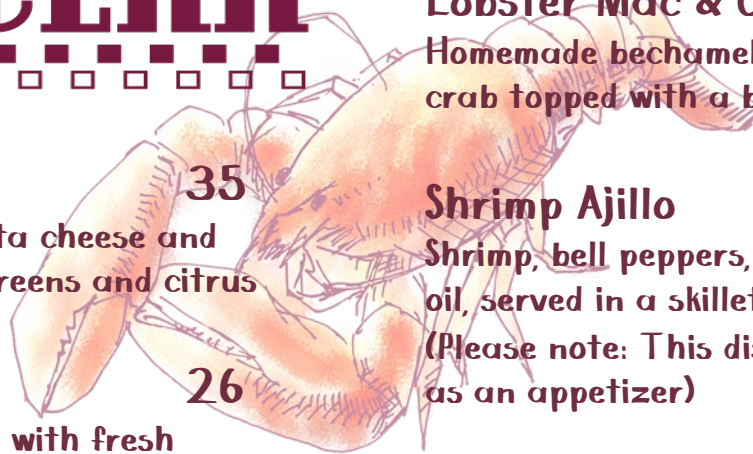 35
ta cheese and
reens and citrus
26
with fresh
Lobster Mac &
Homemade bechamel
crab topped with a
Shrimp Ajillo
Shrimp, bell peppers,
oil, served in a skillet
(Please note: This
as an appetizer)